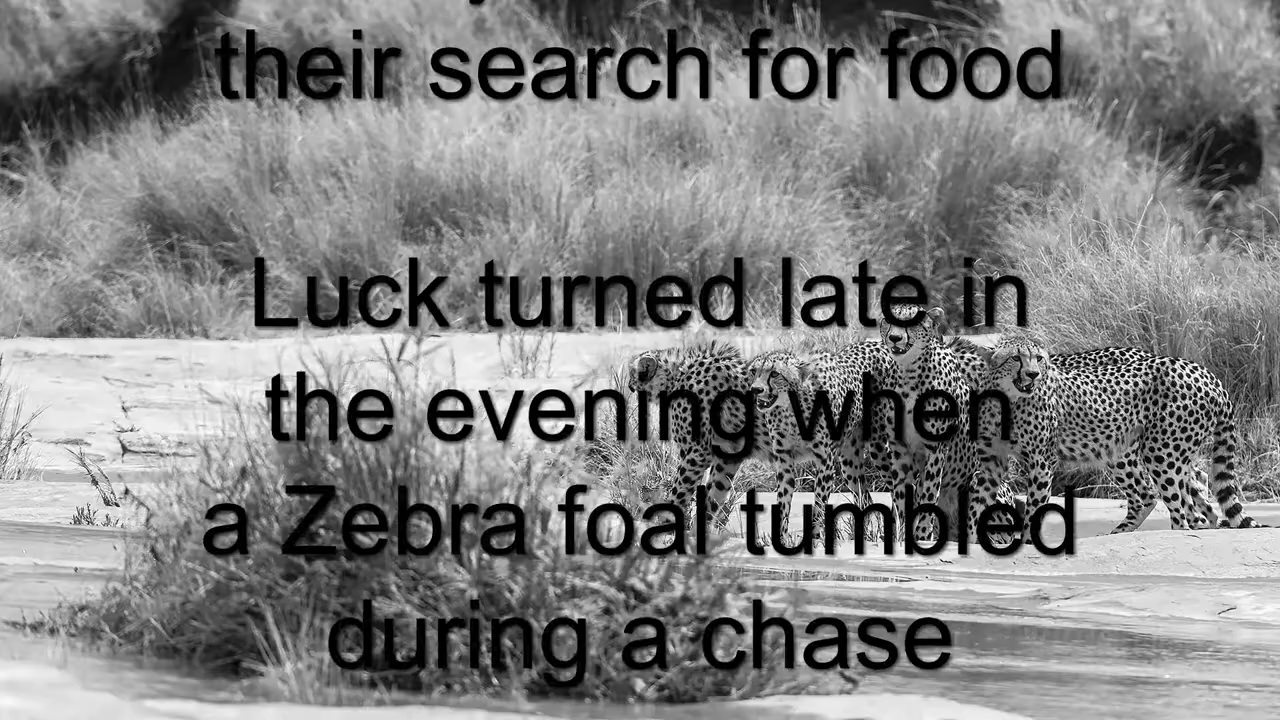 their search for food
Luck turned late in
the evening when
a Zebra foal tumbled
during a chase